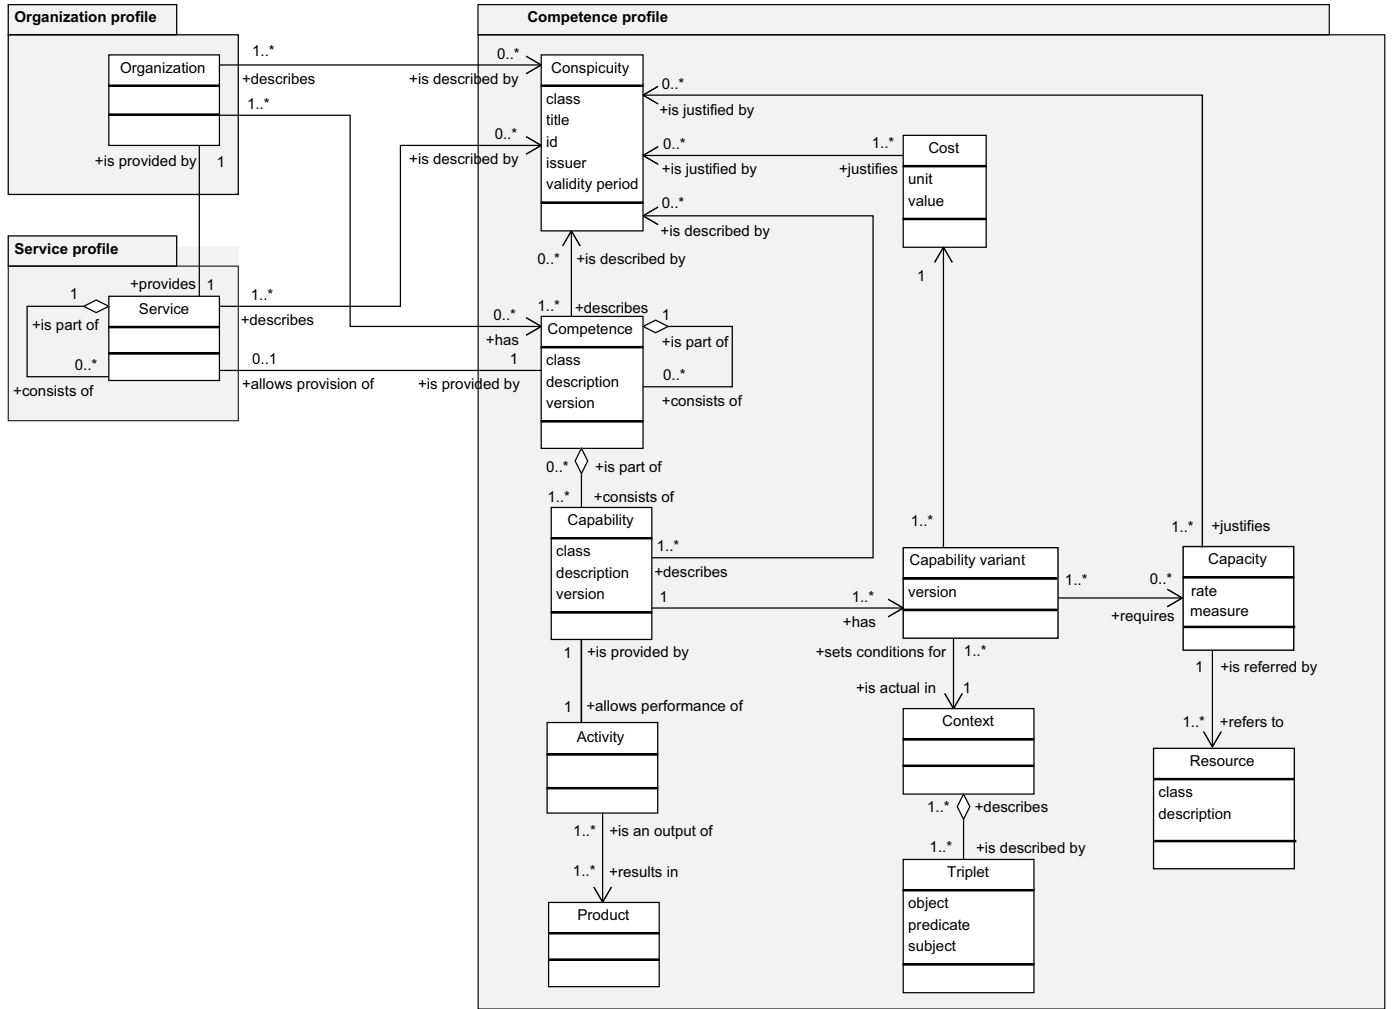 Organization profile
Competence profile
Organization
1..*
+describes
0..*
+is described by
1..*
+is provided by
1
Conspicuity
class
title
id
issuer
validity period
0..*
+is justified by
0..*
+is described by
0..*
+is justified by
1..*
+justifies
Cost
unit
value
0..*
+is described by
Service profile
+provides
1
1
+is part of
Service
0..*
+consists of
1..*
+describes
0..1
+allows provision of
0..*
+has
1
+is provided by
0..*
+is described by
1..*
+describes
Competence
class
description
version
1
+is part of
0..*
+consists of
1
0..*
+is part of
1..*
+consists of
Capability
class
description
version
1..*
+describes
1
1..*
+has
1..*
Capability variant
version
1..*
0..*
+requires
1..*
+justifies
Capacity
rate
measure
1
+is provided by
1
+allows performance of
Activity
+sets conditions for
1..*
+is actual in
1
Context
1
+is referred by
1..*
+refers to
Resource
class
description
1..*
+is an output of
1..*
+results in
Product
1..*
+describes
1..*
+is described by
Triplet
object
predicate
subject